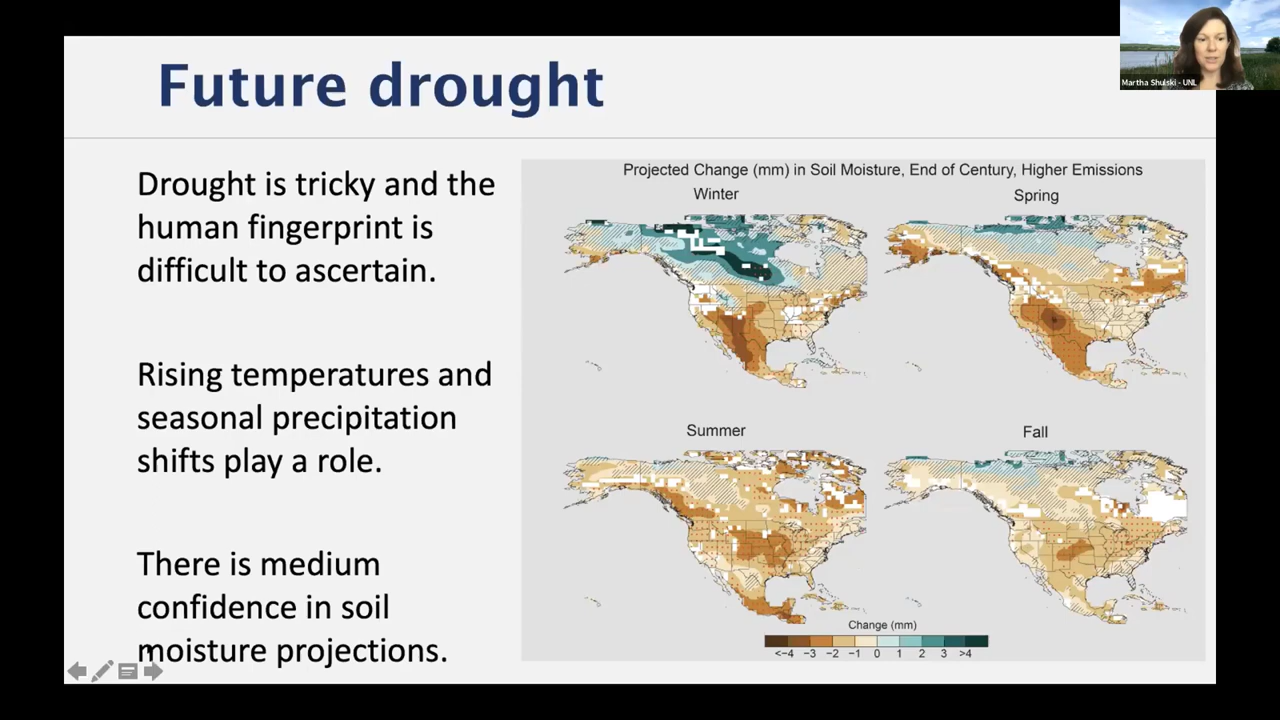 Future drought
Martha Shulski - UNL
Drought is tricky and the
human fingerprint is
difficult to ascertain.
Rising temperatures and
seasonal precipitation
shifts play a role.
There is medium
confidence in soil
moisture projections.
Projected Change (mm) in Soil Moisture, End of Century, Higher Emissions
Winter
Spring
Summer
Fall
Change (mm)
<-4 -3 -2 -1 0 1 2 3 >4